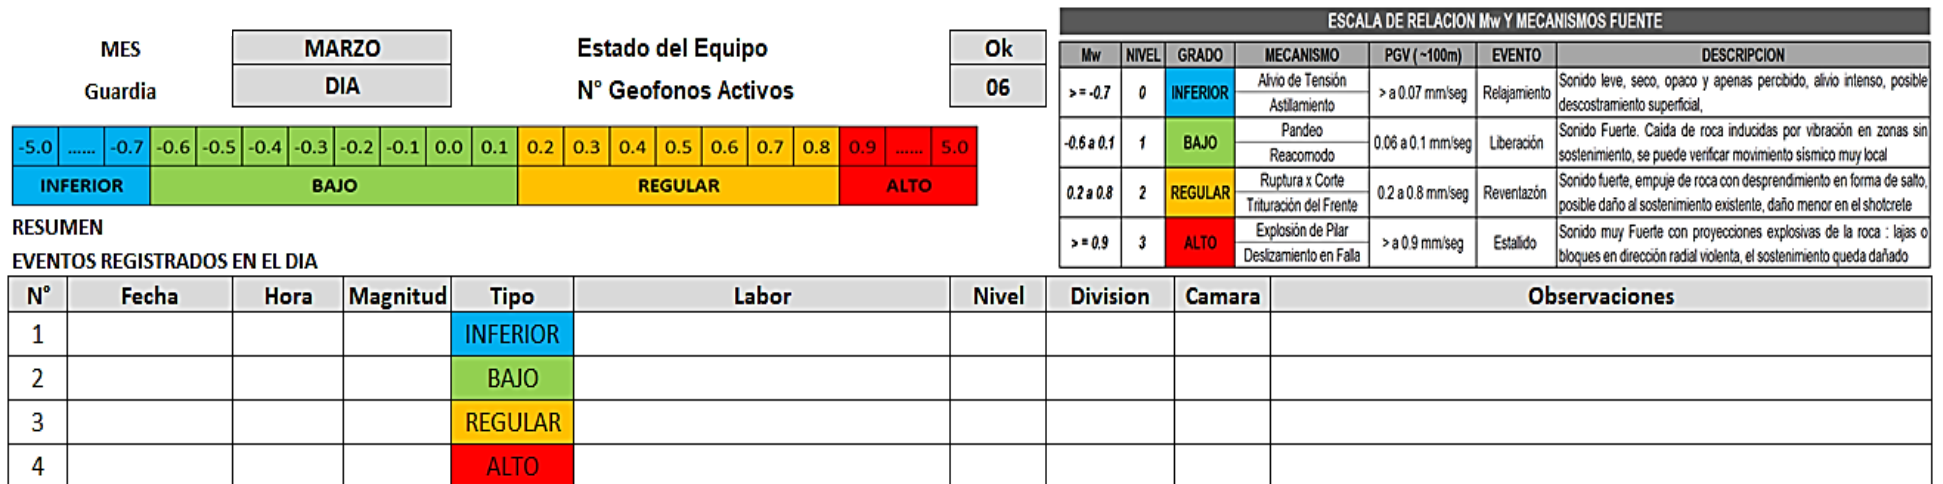 MES MARZO Estado del Equipo Ok
Guardia DIA N° Geofonos Activos 06
-5.0 ...... -0.7 -0.6 -0.5 -0.4 -0.3 -0.2 -0.1 0.0 0.1 0.2 0.3 0.4 0.5 0.6 0.7 0.8 0.9 ...... 5.0
INFERIOR BAJO REGULAR ALTO
ESCALA DE RELACION Mw Y MECANISMOS FUENTE
Mw NIVEL GRADO MECANISMO PGV ( ~100m) EVENTO DESCRIPCION
> = -0.7 0 INFERIOR Alivio de Tensión Astillamiento > a 0.07 mm/seg Relajamiento Sonido leve, seco, opaco y apenas percibido, alivio intenso, posible
descostramiento superficial,
-0.6 a 0.1 1 BAJO Pandeo Reacomodo 0.06 a 0.1 mm/seg Liberación Sonido Fuerte. Caida de roca inducidas por vibración en zonas sin
sostenimiento, se puede verificar movimiento sísmico muy local
0.2 a 0.8 2 REGULAR Ruptura x Corte Trituración del Frente 0.2 a 0.8 mm/seg Reventazón Sonido fuerte, empuje de roca con desprendimiento en forma de salto,
posible daño al sostenimiento existente, daño menor en el shotcrete
> = 0.9 3 ALTO Explosión de Pilar Deslizamiento en Falla > a 0.9 mm/seg Estallido Sonido muy Fuerte con proyecciones explosivas de la roca : lajas o
bloques en dirección radial violenta, el sostenimiento queda dañado
RESUMEN
EVENTOS REGISTRADOS EN EL DIA
N° Fecha Hora Magnitud Tipo Labor Nivel Division Camara Observaciones
1 INFERIOR
2 BAJO
3 REGULAR
4 ALTO